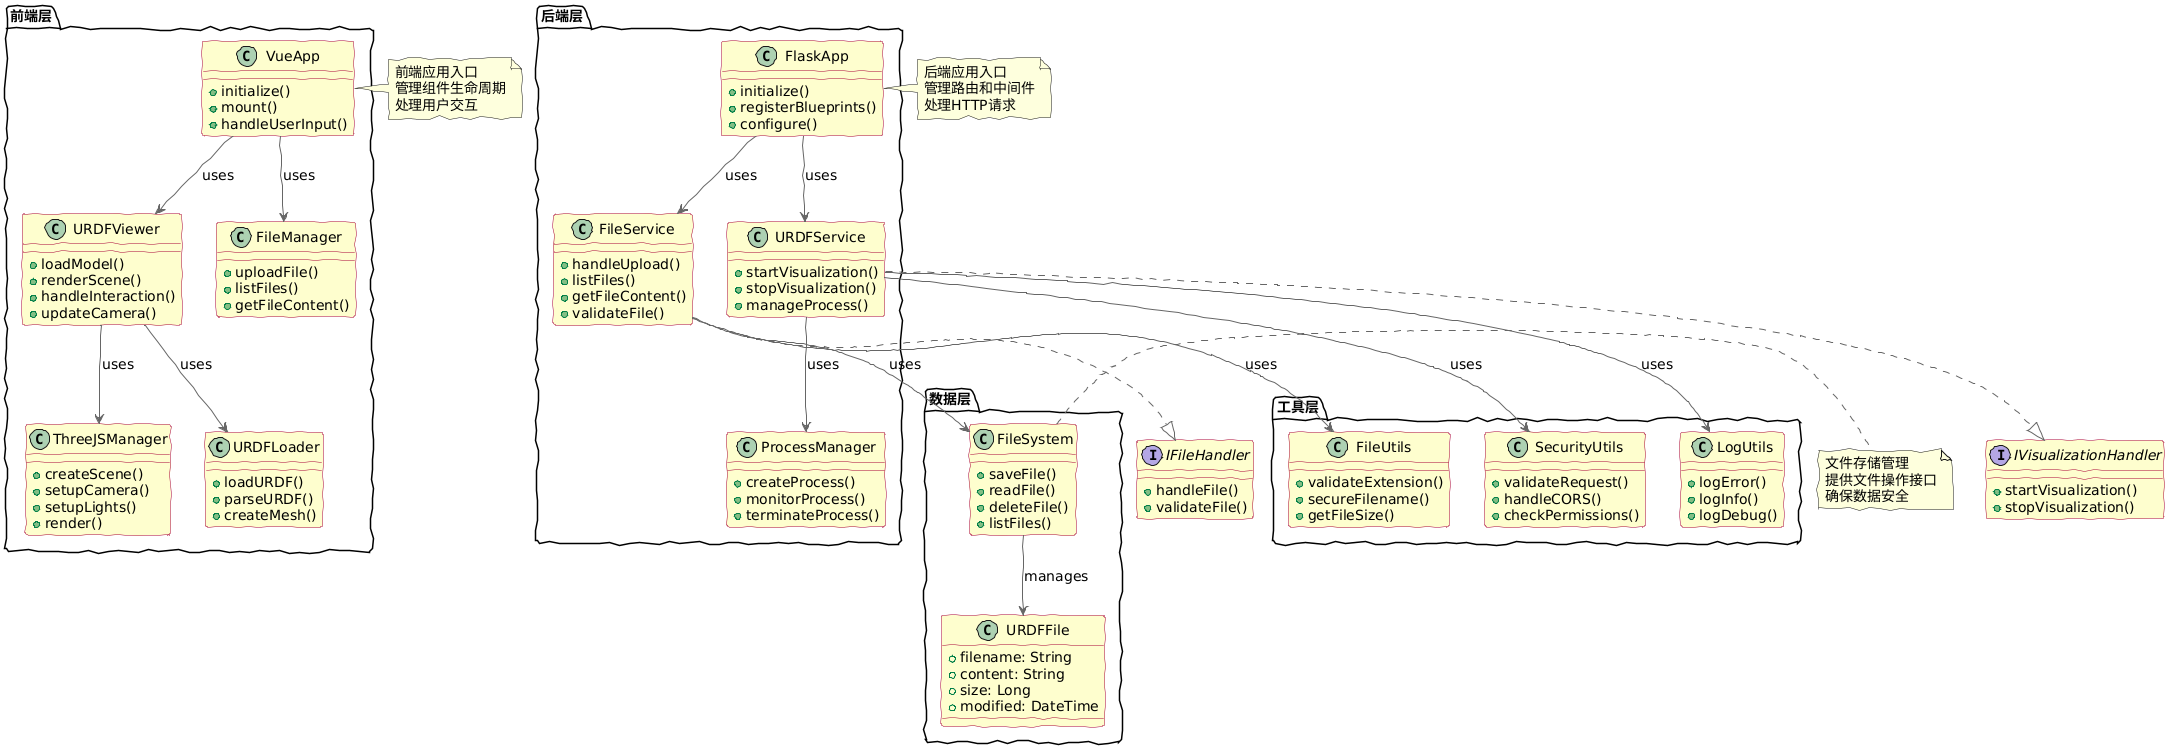 前端层
VueApp
initialize()
mount()
handleUserInput()
前端应用入口
管理组件生命周期
处理用户交互
uses
uses
URDFViewer
loadModel()
renderScene()
handleInteraction()
updateCamera()
FileManager
uploadFile()
listFiles()
getFileContent()
uses
uses
ThreeJSManager
createScene()
setupCamera()
setupLights()
render()
URDFLoader
loadURDF()
parseURDF()
createMesh()
后端层
FlaskApp
initialize()
registerBlueprints()
configure()
后端应用入口
管理路由和中间件
处理HTTP请求
uses
uses
FileService
handleUpload()
listFiles()
getFileContent()
validateFile()
URDFService
startVisualization()
stopVisualization()
manageProcess()
uses
uses
uses
uses
uses
ProcessManager
createProcess()
monitorProcess()
terminateProcess()
数据层
FileSystem
saveFile()
readFile()
deleteFile()
listFiles()
manages
URDFFile
filename: String
content: String
size: Long
modified: DateTime
IFileHandler
handleFile()
validateFile()
工具层
FileUtils
validateExtension()
secureFilename()
getFileSize()
SecurityUtils
validateRequest()
handleCORS()
checkPermissions()
LogUtils
logError()
logInfo()
logDebug()
文件存储管理
提供文件操作接口
确保数据安全
IVisualizationHandler
startVisualization()
stopVisualization()